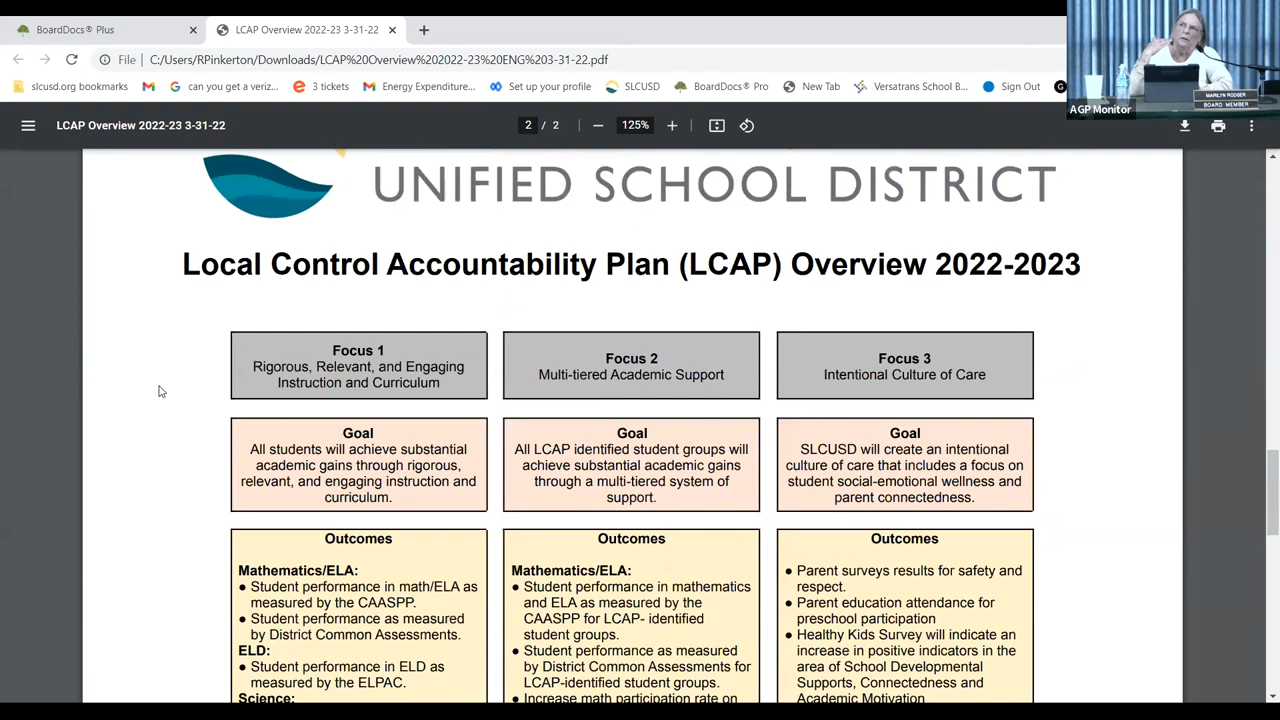 BoardDocs® Plus
LCAP Overview 2022-23 3-31-22
File
C:/Users/RPinkerton/Downloads/LCAP%20Overview%202022-23%20ENG%203-31-22.pdf
slcusd.org bookmarks
can you get a veriz...
3 tickets
Energy Expenditure...
Set up your profile
SLCUSD
BoardDocs® Pro
New Tab
Versatrans School B...
Sign Out
MARILYN RODGER
BOARD MEMBER
AGP Monitor
LCAP Overview 2022-23 3-31-22
2 / 2
125%
UNIFIED SCHOOL DISTRICT
Local Control Accountability Plan (LCAP) Overview 2022-2023
Focus 1
Rigorous, Relevant, and Engaging
Instruction and Curriculum
Goal
All students will achieve substantial
academic gains through rigorous,
relevant, and engaging instruction and
curriculum.
Outcomes
Mathematics/ELA:
● Student performance in math/ELA as
measured by the CAASPP.
● Student performance as measured
by District Common Assessments.
ELD:
● Student performance in ELD as
measured by the ELPAC.
Science:
Focus 2
Multi-tiered Academic Support
Goal
All LCAP identified student groups will
achieve substantial academic gains
through a multi-tiered system of
support.
Outcomes
Mathematics/ELA:
● Student performance in mathematics
and ELA as measured by the
CAASPP for LCAP- identified
student groups.
● Student performance as measured
by District Common Assessments for
LCAP-identified student groups.
● Increase math participation rate on
Focus 3
Intentional Culture of Care
Goal
SLCUSD will create an intentional
culture of care that includes a focus on
student social-emotional wellness and
parent connectedness.
Outcomes
● Parent surveys results for safety and
respect.
● Parent education attendance for
preschool participation
● Healthy Kids Survey will indicate an
increase in positive indicators in the
area of School Developmental
Supports, Connectedness and
Academic Motivation